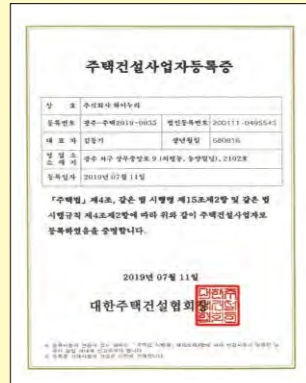 주택건설사업자등록증
상 호 주식회사 해미누리
등록번호 광주-주택2019-0035 법인등록번호 200111-0495545
대 표 자 김동기 생년월일 680816
영 업 소 소 재 지 광주 서구 상무중앙로 9 (치평동, 동양빌딩), 2102호
등록일자 2019년 07월 11일
「주택법」제4조, 같은 법 시행령 제15조제2항 및 같은 법
시행규칙 제4조제2항에 따라 위와 같이 주택건설사업자로
등록하였음을 증명합니다.
2019년 07월 11일
대한주택건설협회장